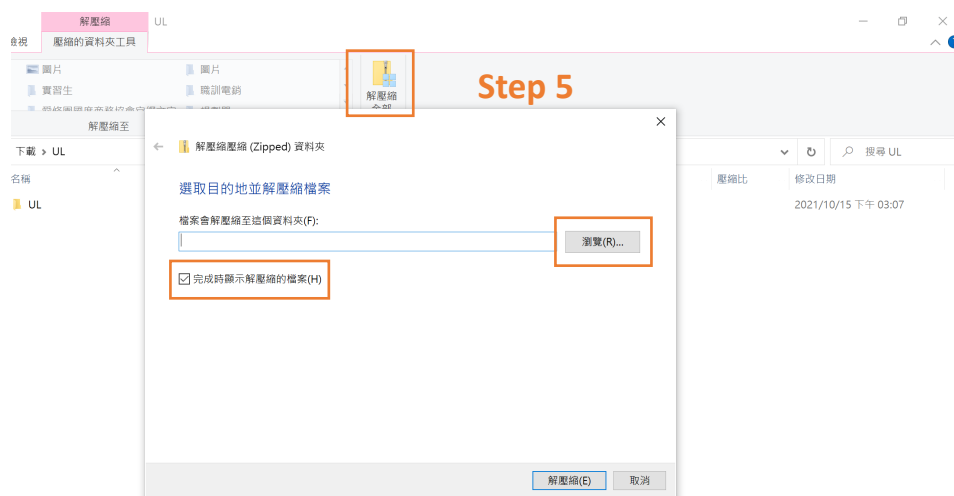 解壓縮
UL
檢視
壓縮的資料夾工具
圖片
圖片
實習生
職訓電銷
解壓縮
全部
Step 5
解壓縮至
解壓縮壓縮 (Zipped) 資料夾
下載 > UL
搜尋 UL
名稱
壓縮比
修改日期
選取目的地並解壓縮檔案
UL
2021/10/15 下午 03:07
檔案會解壓縮至這個資料夾(F):
瀏覽(R)...
完成時顯示解壓縮的檔案(H)
解壓縮(E)
取消